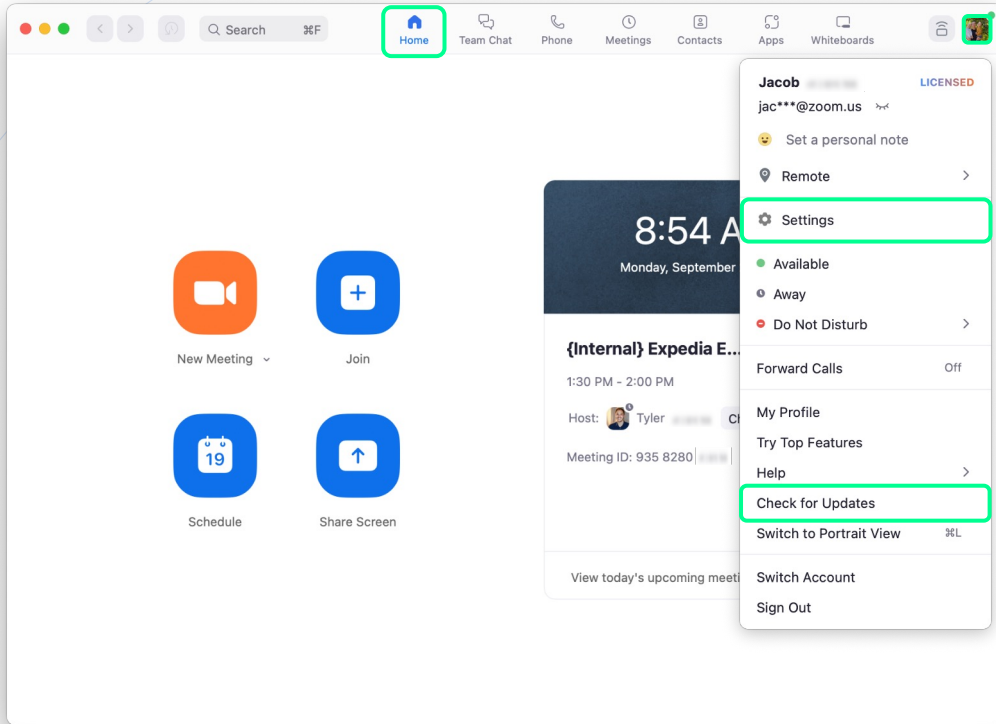 Search ⌘F
Home
Team Chat
Phone
Meetings
Contacts
Apps
Whiteboards
New Meeting
Join
19
Schedule
Share Screen
8:54 A
Monday, September
{Internal} Expedia E...
1:30 PM - 2:00 PM
Host: Tyler
Meeting ID: 935 8280
View today's upcoming meeti
Jacob LICENSED
jac***@zoom.us
Set a personal note
Remote
Settings
Available
Away
Do Not Disturb
Forward Calls Off
My Profile
Try Top Features
Help
Check for Updates
Switch to Portrait View ⌘L
Switch Account
Sign Out